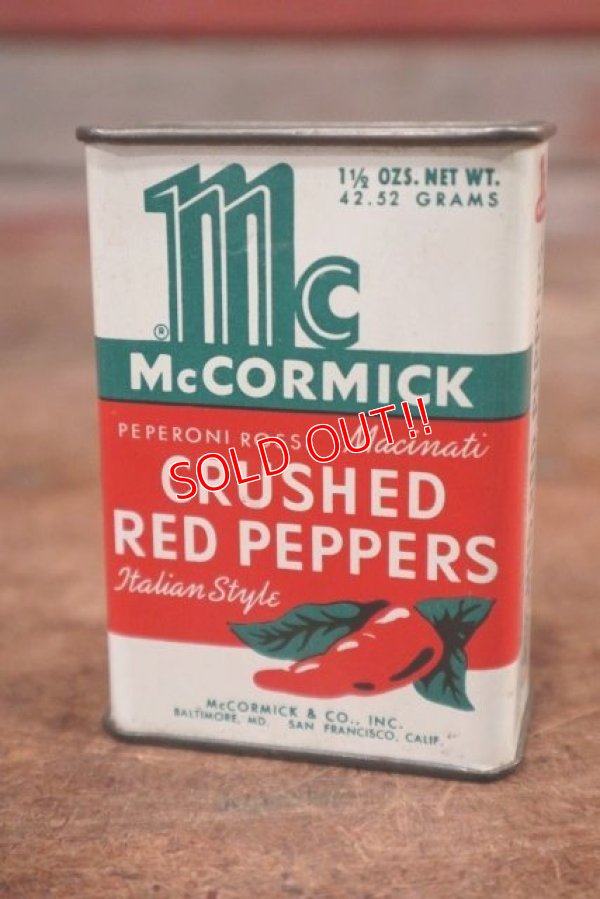 Mc
®
1½ OZS. NET WT.
42.52 GRAMS
McCORMICK
PEPERONI ROSSI Macinati
SOLD OUT!!
CRUSHED
RED PEPPERS
Italian Style
McCORMICK & CO., INC.
BALTIMORE, MD. SAN FRANCISCO, CALIF.